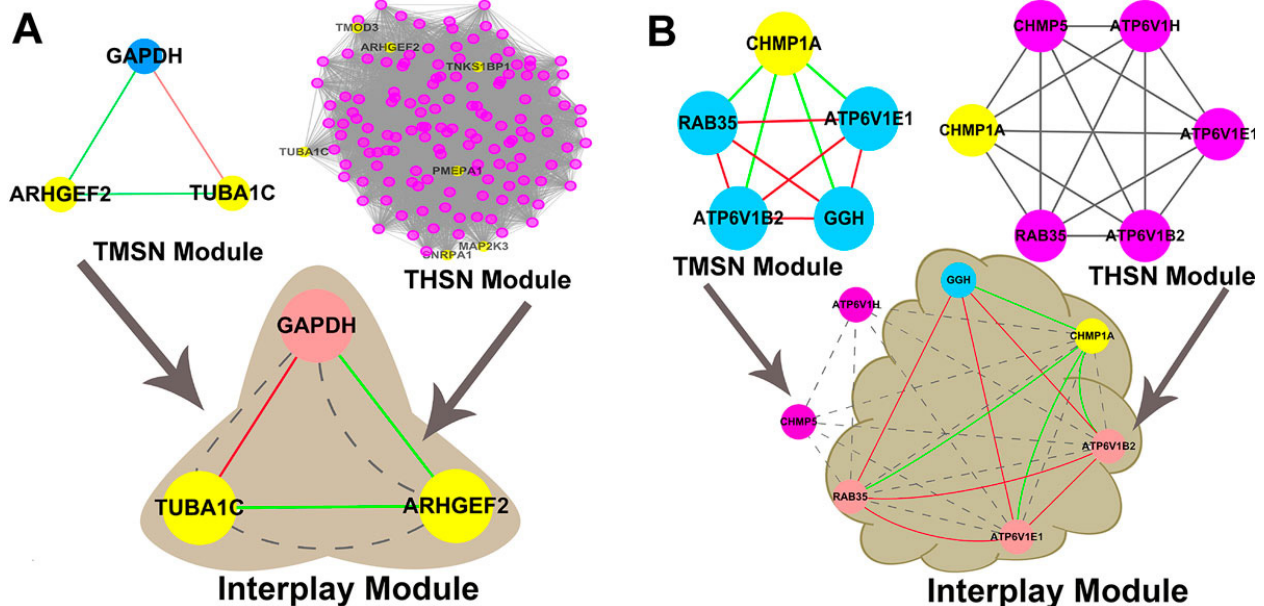 A
GAPDH
ARHGEF2
TUBA1C
TMSN Module
TMOD3
ARHGEF2
TNKS1BP1
TUBA1C
PMEPA1
MAP2K3
SNRPA1
THSN Module
GAPDH
TUBA1C
ARHGEF2
Interplay Module
B
CHMP1A
RAB35
ATP6V1E1
ATP6V1B2
GGH
TMSN Module
CHMP5
ATP6V1H
CHMP1A
ATP6V1E1
RAB35
ATP6V1B2
THSN Module
GGH
ATP6V1H
CHMP1A
CHMP5
ATP6V1B2
RAB35
ATP6V1E1
Interplay Module